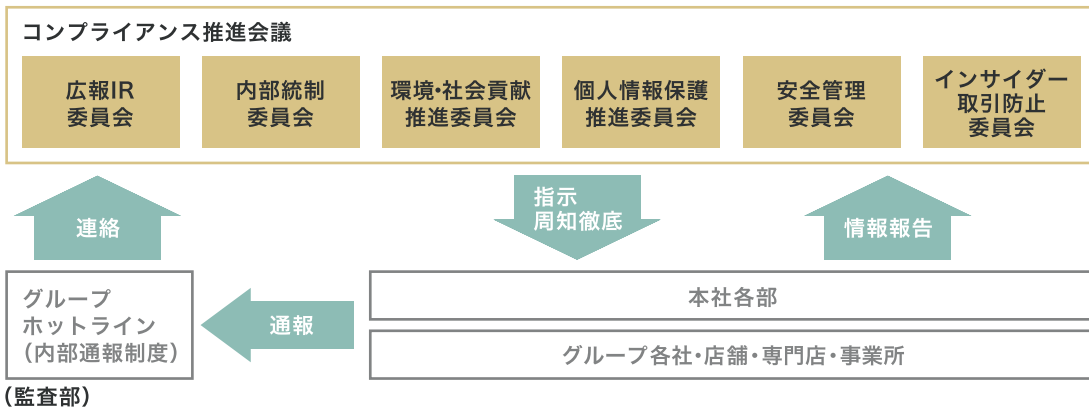 コンプライアンス推進会議
広報IR
委員会
内部統制
委員会
環境・社会貢献
推進委員会
個人情報保護
推進委員会
安全管理
委員会
インサイダー
取引防止
委員会
連絡
指示
周知徹底
情報報告
グループ
ホットライン
（内部通報制度）
通報
本社各部
グループ各社・店舗・専門店・事業所
（監査部）